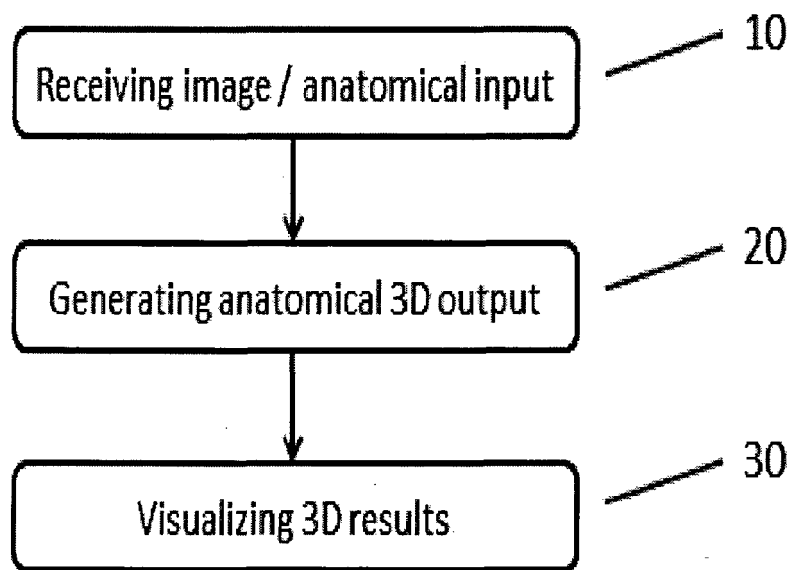 Receiving image / anatomical input
10
Generating anatomical 3D output
20
Visualizing 3D results
30